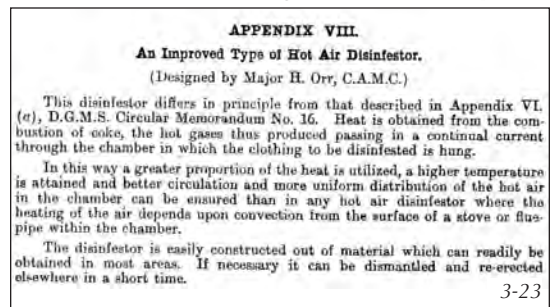 APPENDIX VIII.
An Improved Type of Hot Air Disinfestor.
(Designed by Major H. Orr, C.A.M.C.)
This disinfestor differs in principle from that described in Appendix VI.
(a), D.G.M.S. Circular Memorandum No. 16. Heat is obtained from the com-
bustion of coke, the hot gases thus produced passing in a continual current
through the chamber in which the clothing to be disinfested is hung.
In this way a greater proportion of the heat is utilized, a higher temperature
is attained and better circulation and more uniform distribution of the hot air
in the chamber can be ensured than in any hot air disinfestor where the
heating of the air depends upon convection from the surface of a stove or flue-
pipe within the chamber.
The disinfestor is easily constructed out of material which can readily be
obtained in most areas. If necessary it can be dismantled and re-erected
elsewhere in a short time.
3-23